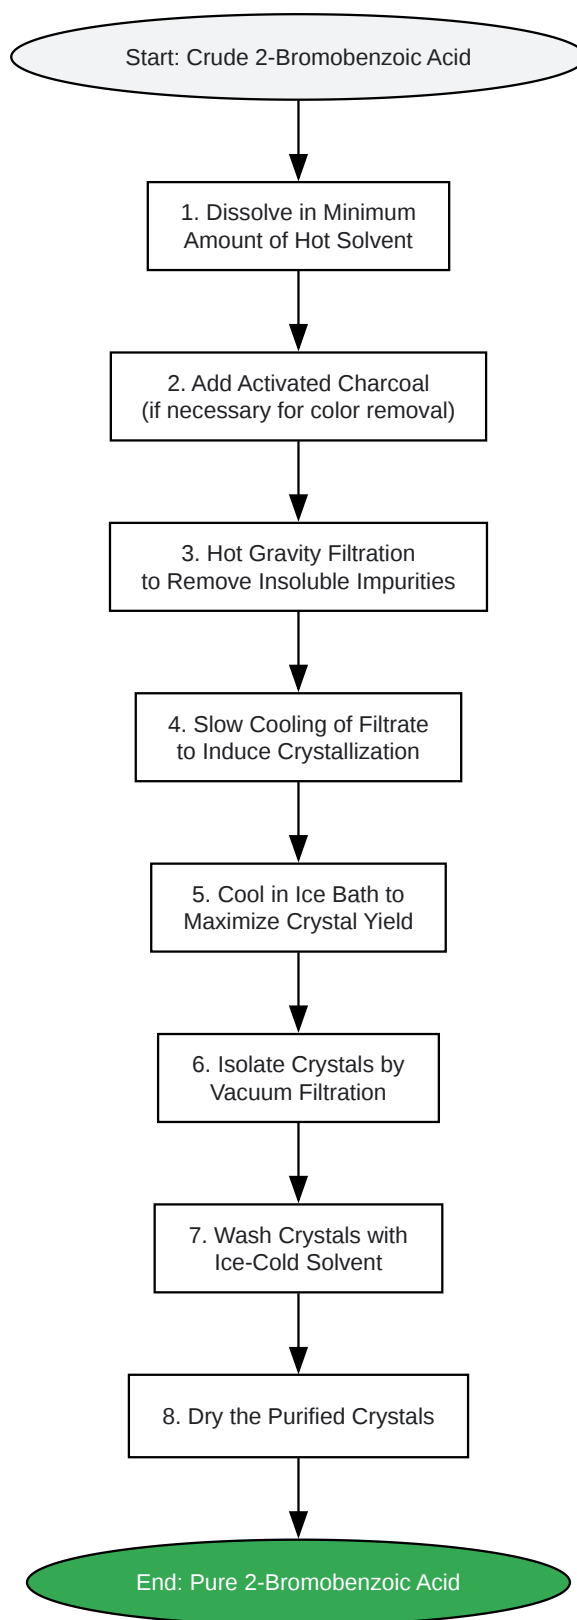 Start: Crude 2-Bromobenzoic Acid
1. Dissolve in Minimum
Amount of Hot Solvent
2. Add Activated Charcoal
(if necessary for color removal)
3. Hot Gravity Filtration
to Remove Insoluble Impurities
4. Slow Cooling of Filtrate
to Induce Crystallization
5. Cool in Ice Bath to
Maximize Crystal Yield
6. Isolate Crystals by
Vacuum Filtration
7. Wash Crystals with
Ice-Cold Solvent
8. Dry the Purified Crystals
End: Pure 2-Bromobenzoic Acid